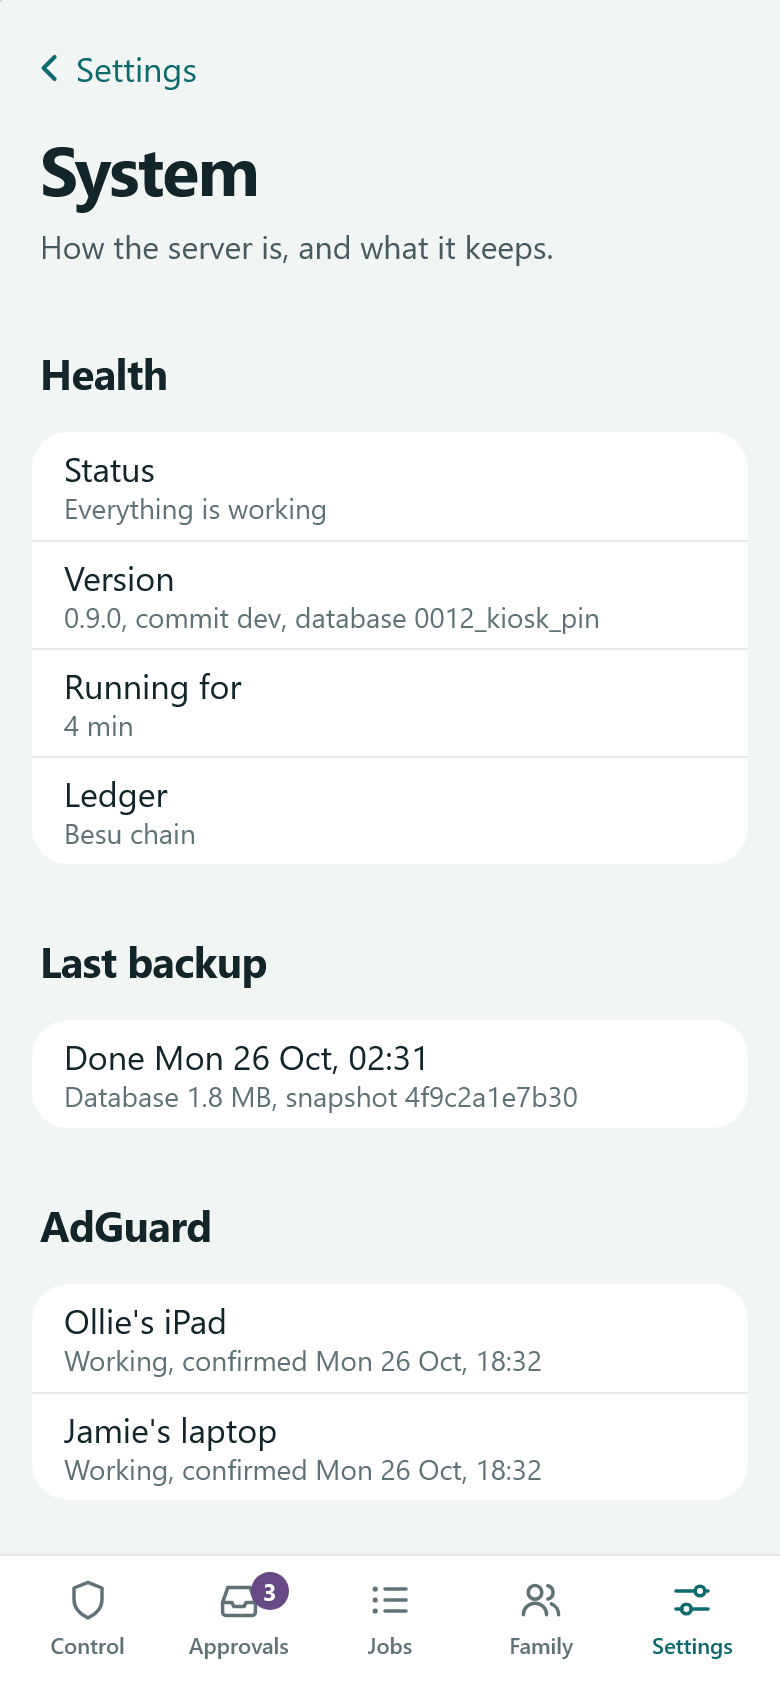 Settings
System
How the server is, and what it keeps.
Health
Status
Everything is working
Version
0.9.0, commit dev, database 0012_kiosk_pin
Running for
4 min
Ledger
Besu chain
Last backup
Done Mon 26 Oct, 02:31
Database 1.8 MB, snapshot 4f9c2a1e7b30
AdGuard
Ollie's iPad
Working, confirmed Mon 26 Oct, 18:32
Jamie's laptop
Working, confirmed Mon 26 Oct, 18:32
3
Control
Approvals
Jobs
Family
Settings